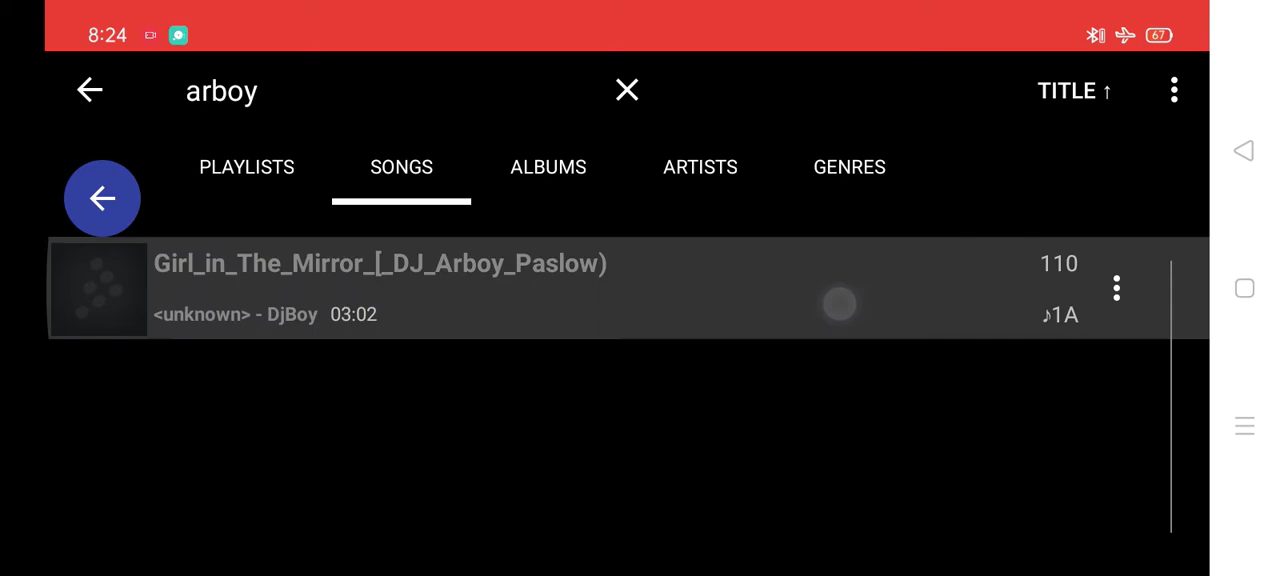 8:24 67
arboy TITLE ↑
PLAYLISTS SONGS ALBUMS ARTISTS GENRES
Girl_in_The_Mirror_[_DJ_Arboy_Paslow) 110
<unknown> - DjBoy 03:02 ♪1A